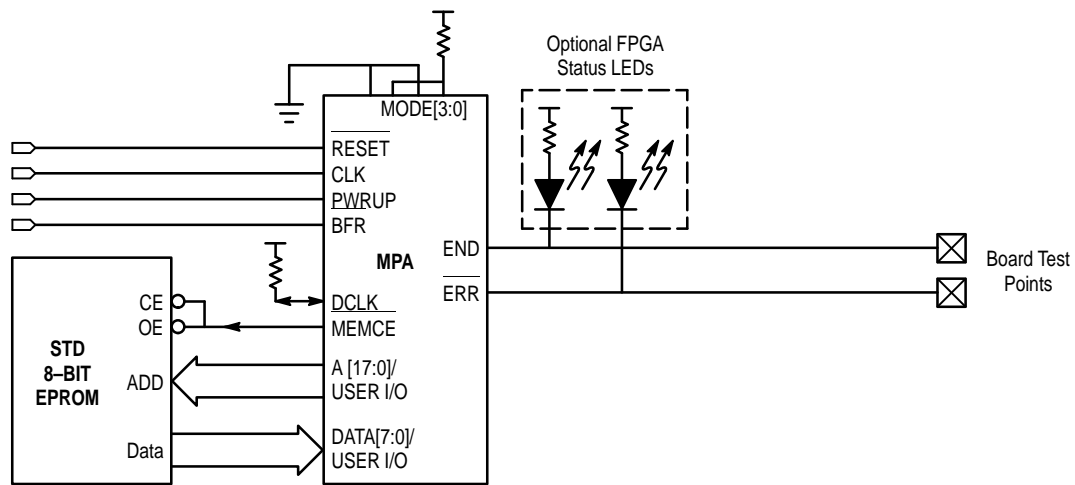 Optional FPGA
Status LEDs
MODE[3:0]
RESET
CLK
PWRUP
BFR
MPA
END
ERR
Board Test
Points
DCLK
MEMCE
CE
OE
STD
8–BIT
EPROM
ADD
Data
A [17:0]/
USER I/O
DATA[7:0]/
USER I/O